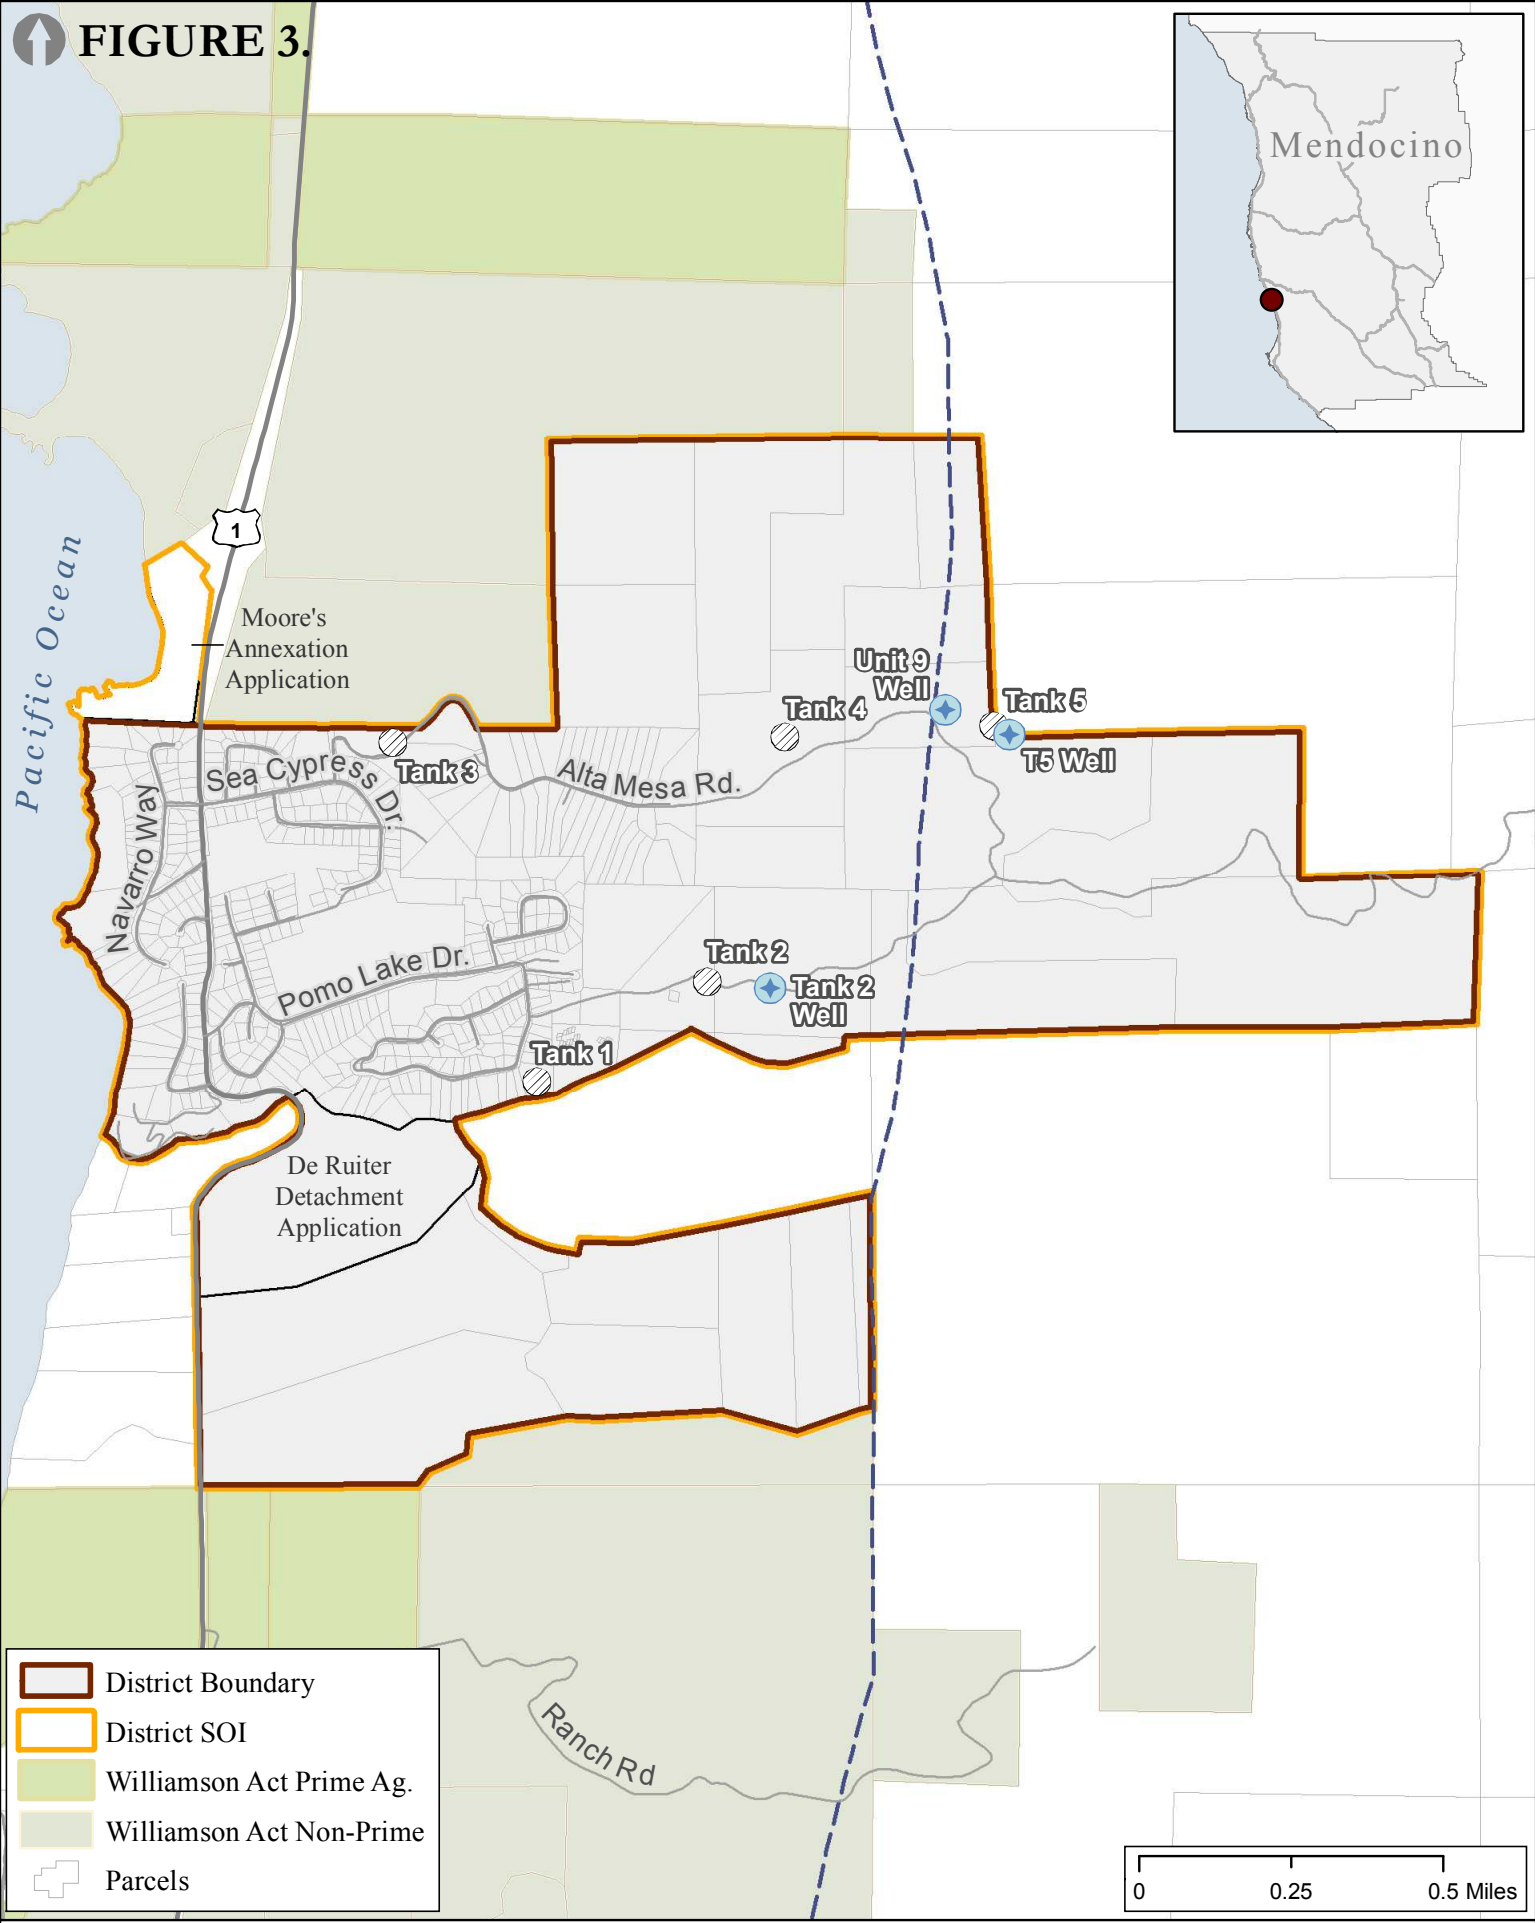 FIGURE 3.
Mendocino
1
Pacific Ocean
Moore's
Annexation
Application
Unit 9
Well
Tank 5
Tank 4
T5 Well
Tank 3
Sea Cypress Dr.
Alta Mesa Rd.
Navarro Way
Pomo Lake Dr.
Tank 2
Tank 2
Well
Tank 1
De Ruiter
Detachment
Application
Ranch Rd
District Boundary
District SOI
Williamson Act Prime Ag.
Williamson Act Non-Prime
Parcels
0 0.25 0.5 Miles